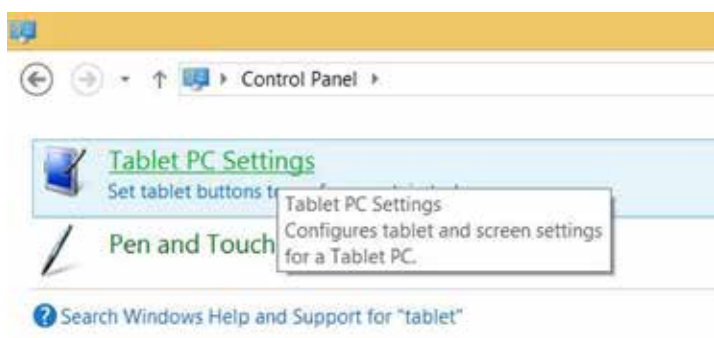 Control Panel
Tablet PC Settings
Set tablet buttons
Tablet PC Settings
Configures tablet and screen settings
for a Tablet PC.
Pen and Touch
Search Windows Help and Support for "tablet"